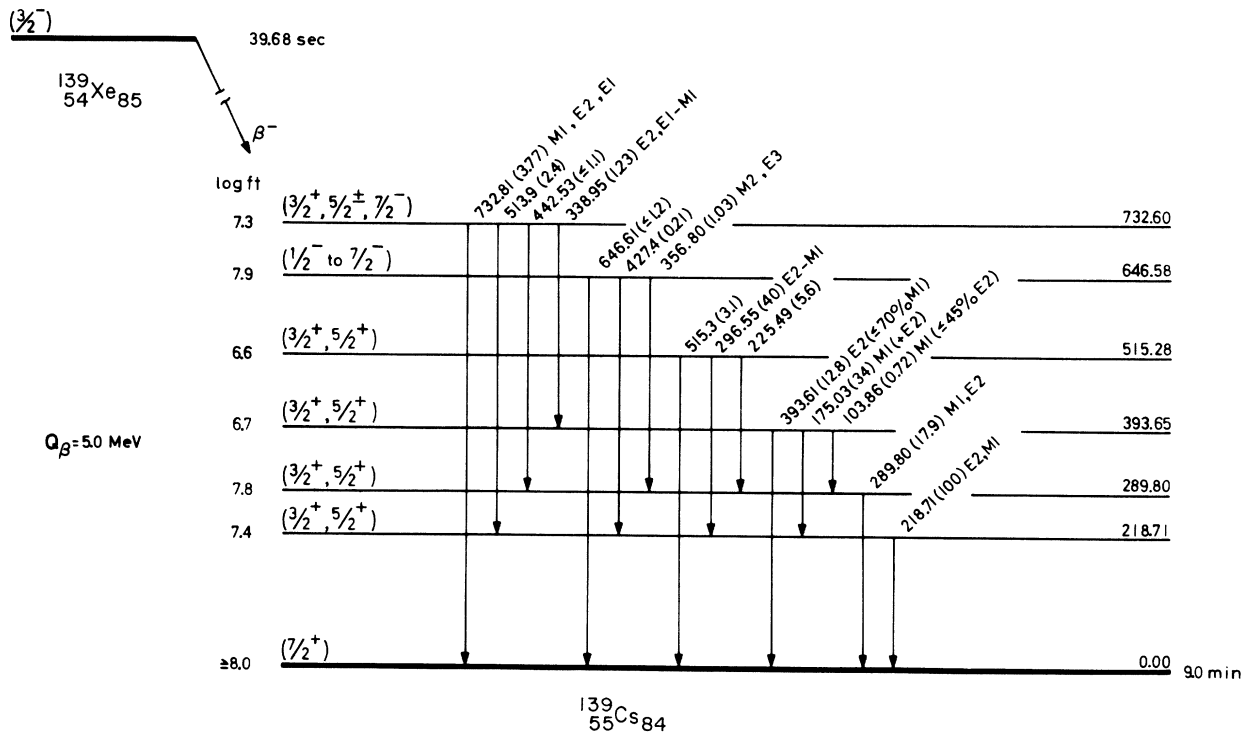 (3/2⁻)
39.68 sec
¹³⁹₅₄Xe₈₅
β⁻
log ft
732.81 (3.77) M1, E2, E1
513.9 (2.4)
442.53 (≤1.1)
338.95 (1.23) E2, E1-M1
7.3 (3/2⁺, 5/2±, 7/2⁻) 732.60
646.61 (≤1.2)
427.4 (0.21)
356.80 (1.03) M2, E3
7.9 (1/2⁻ to 7/2⁻) 646.58
515.3 (3.1)
296.55 (40) E2-M1
225.49 (5.6)
6.6 (3/2⁺, 5/2⁺) 515.28
393.61 (12.8) E2 (≤70% M1)
175.03 (34) M1 (+E2)
103.86 (0.72) M1 (≤45% E2)
6.7 (3/2⁺, 5/2⁺) 393.65
Qβ=5.0 MeV
289.80 (17.9) M1, E2
7.8 (3/2⁺, 5/2⁺) 289.80
218.71 (100) E2, M1
7.4 (3/2⁺, 5/2⁺) 218.71
≥8.0 (7/2⁺) 0.00 9.0 min
¹³⁹₅₅Cs₈₄